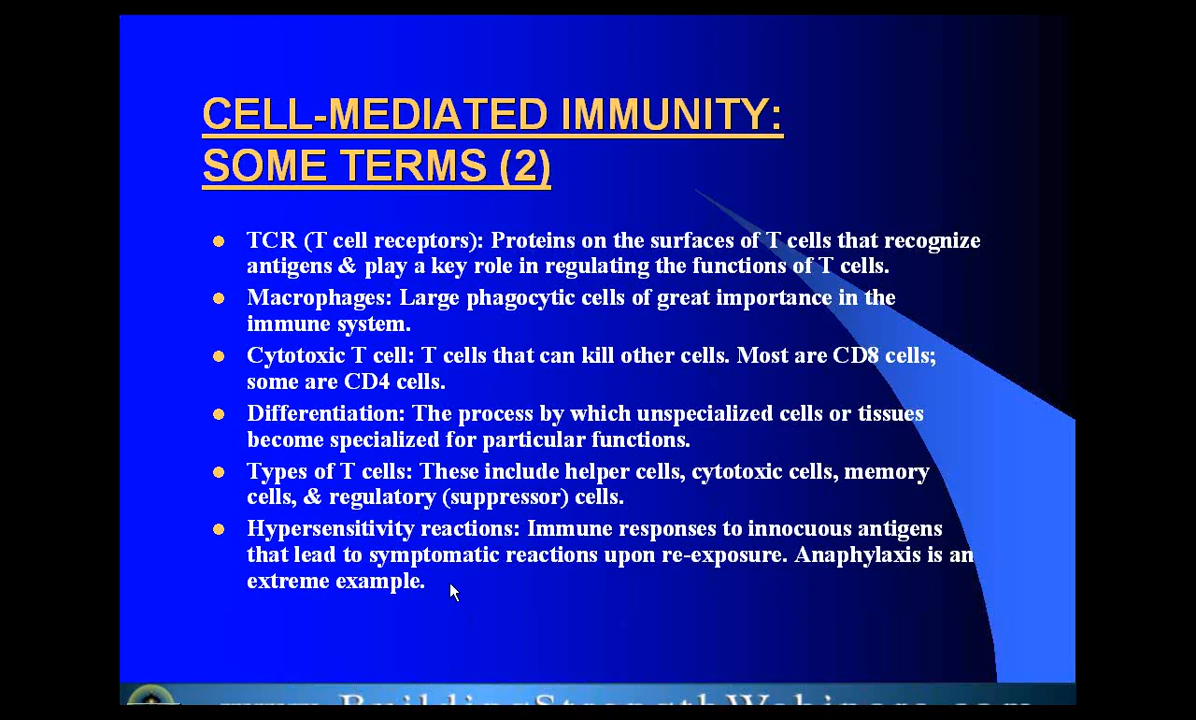 CELL-MEDIATED IMMUNITY:
SOME TERMS (2)
TCR (T cell receptors): Proteins on the surfaces of T cells that recognize
antigens & play a key role in regulating the functions of T cells.
Macrophages: Large phagocytic cells of great importance in the
immune system.
Cytotoxic T cell: T cells that can kill other cells. Most are CD8 cells;
some are CD4 cells.
Differentiation: The process by which unspecialized cells or tissues
become specialized for particular functions.
Types of T cells: These include helper cells, cytotoxic cells, memory
cells, & regulatory (suppressor) cells.
Hypersensitivity reactions: Immune responses to innocuous antigens
that lead to symptomatic reactions upon re-exposure. Anaphylaxis is an
extreme example.
www.BuildingStrengthWebinars.com